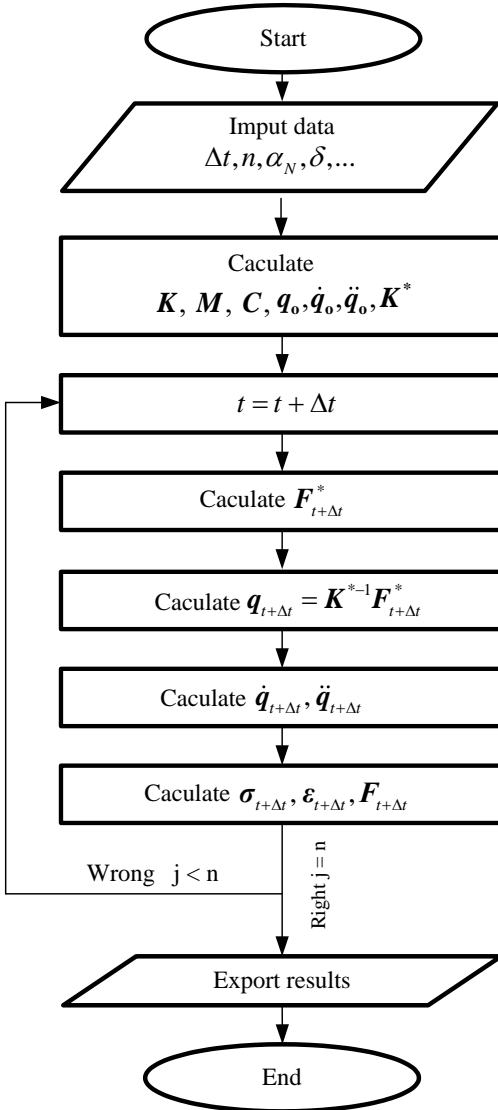 Start
Imput data
Δt, n, α_N, δ, ...
Caculate
K, M, C, q_o, q̇_o, q̈_o, K^*
t = t + Δt
Caculate F^*_{t+Δt}
Caculate q_{t+Δt} = K^{*-1} F^*_{t+Δt}
Caculate q̇_{t+Δt}, q̈_{t+Δt}
Caculate σ_{t+Δt}, ε_{t+Δt}, F_{t+Δt}
Wrong j < n
Right j = n
Export results
End